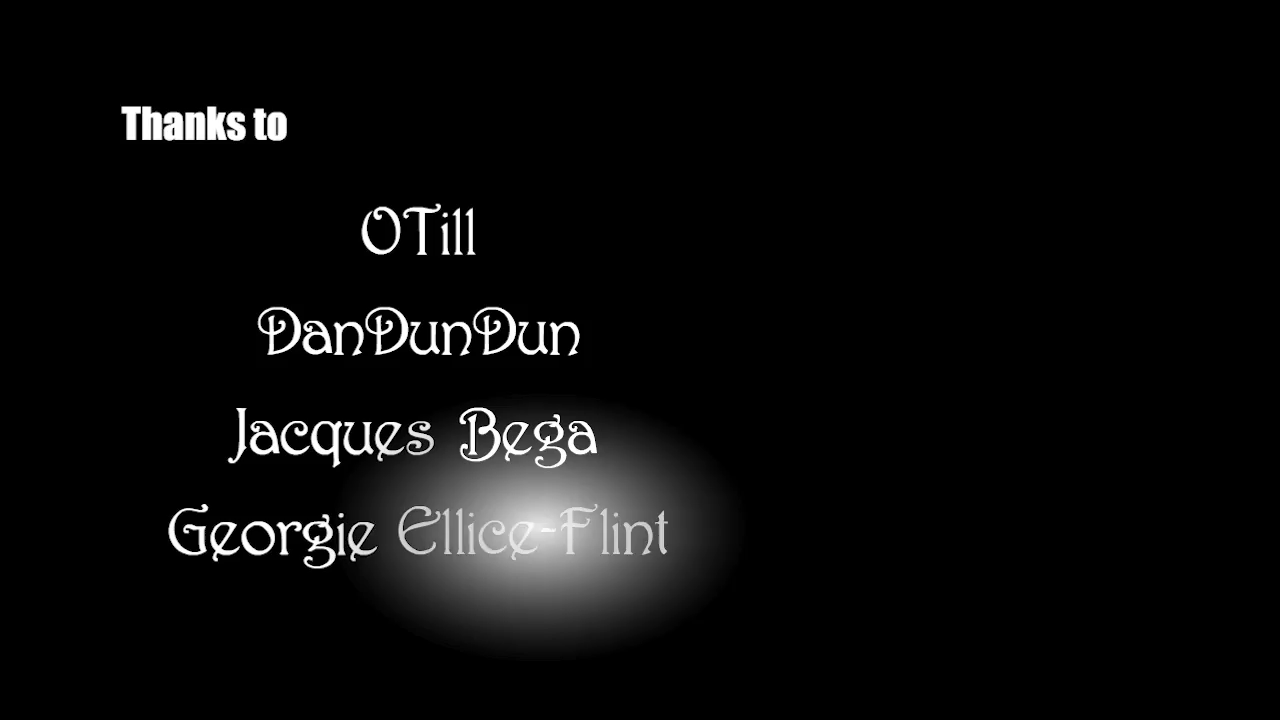 Thanks to
OTill
DanDunDun
Jacques Bega
Georgie Ellice-Flint